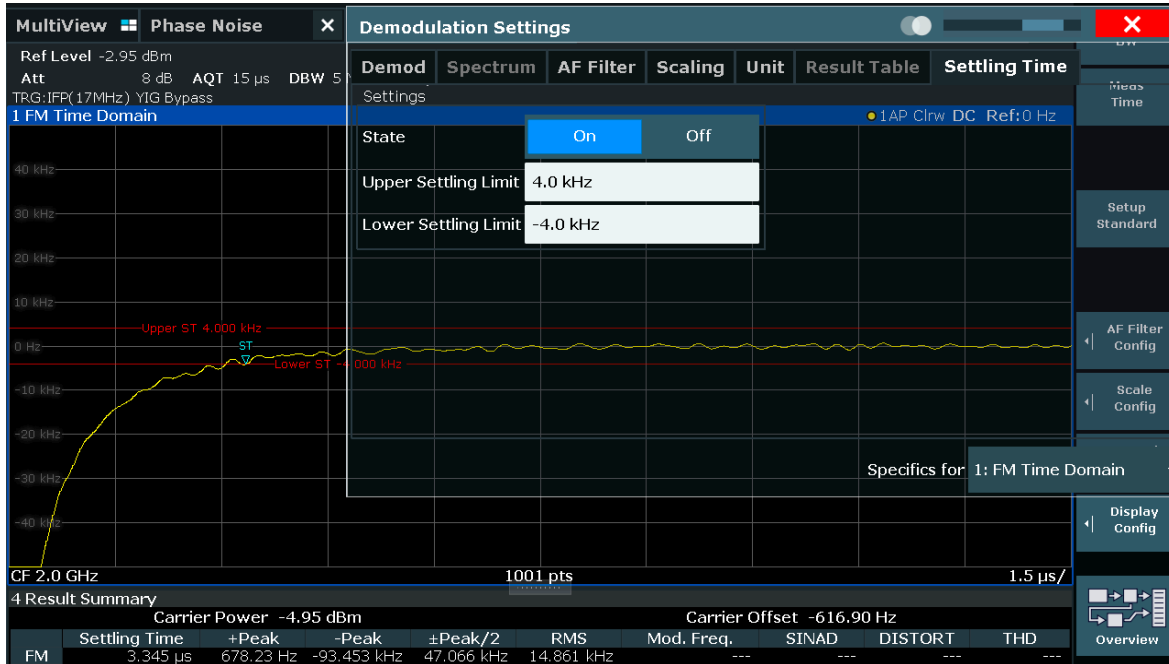 MultiView Phase Noise ×
Ref Level -2.95 dBm
Att 8 dB AQT 15 µs DBW 5
TRG:IFP(17MHz) YIG Bypass
1 FM Time Domain
1AP Clrw DC Ref:0 Hz
Demodulation Settings
Demod Spectrum AF Filter Scaling Unit Result Table Settling Time
Settings
State On Off
Upper Settling Limit 4.0 kHz
Lower Settling Limit -4.0 kHz
Specifics for 1: FM Time Domain
40 kHz
30 kHz
20 kHz
10 kHz
Upper ST 4.000 kHz
0 Hz
ST
Lower ST -4.000 kHz
-10 kHz
-20 kHz
-30 kHz
-40 kHz
CF 2.0 GHz 1001 pts 1.5 µs/
4 Result Summary
Carrier Power -4.95 dBm Carrier Offset -616.90 Hz
Settling Time +Peak -Peak ±Peak/2 RMS Mod. Freq. SINAD DISTORT THD
FM 3.345 µs 678.23 Hz -93.453 kHz 47.066 kHz 14.861 kHz --- --- --- ---
Meas
Time
Setup
Standard
AF Filter
Config
Scale
Config
Display
Config
Overview